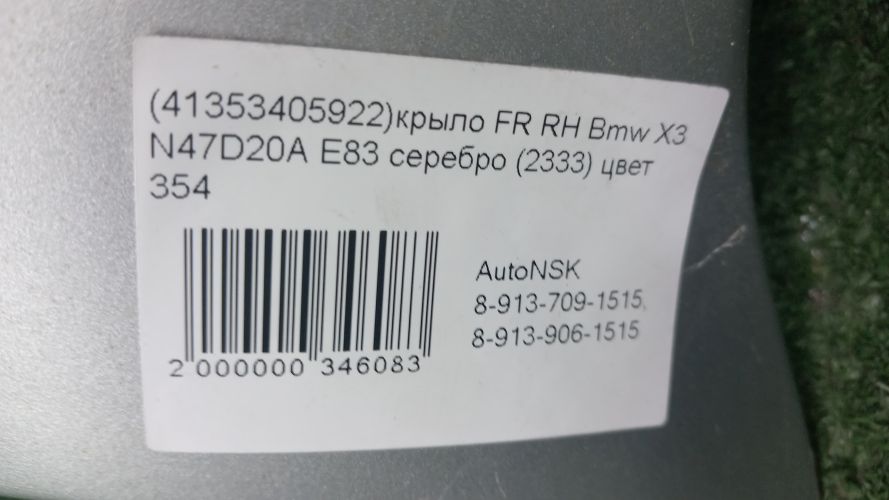 (41353405922)крыло FR RH Bmw X3
N47D20A E83 серебро (2333) цвет
354
AutoNSK
8-913-709-1515,
8-913-906-1515
2 000000 346083